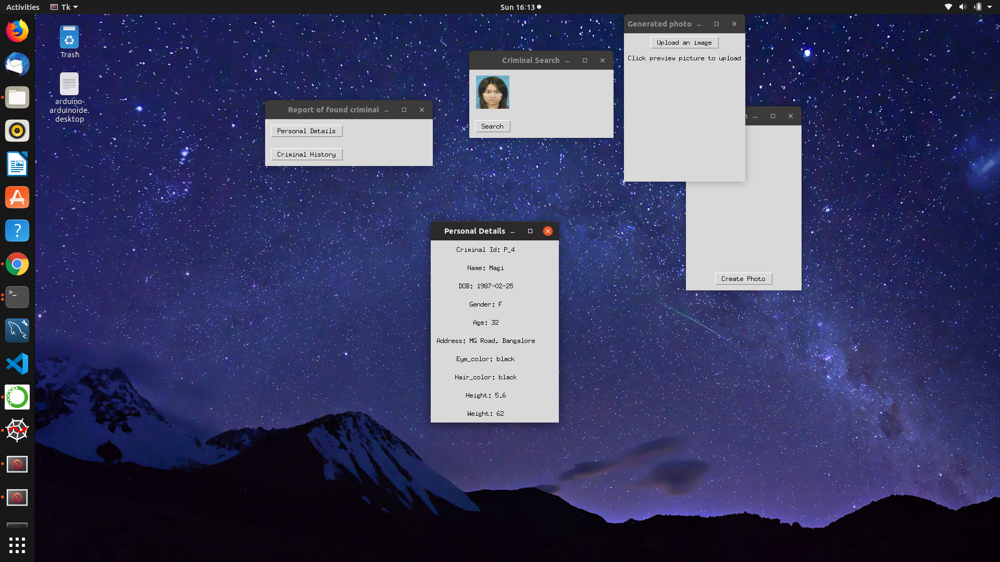 Activities
Tk
Sun 16:13
Trash
arduino-
arduinoide.
desktop
Generated photo
Upload an image
Click preview picture to upload
Criminal Search
Search
Report of found criminal
Personal Details
Criminal History
Create Photo
Personal Details
Criminal Id: P_4
Name: Magi
DOB: 1987-02-25
Gender: F
Age: 32
Address: MG Road, Bangalore
Eye_color: black
Hair_color: black
Height: 5.6
Weight: 62